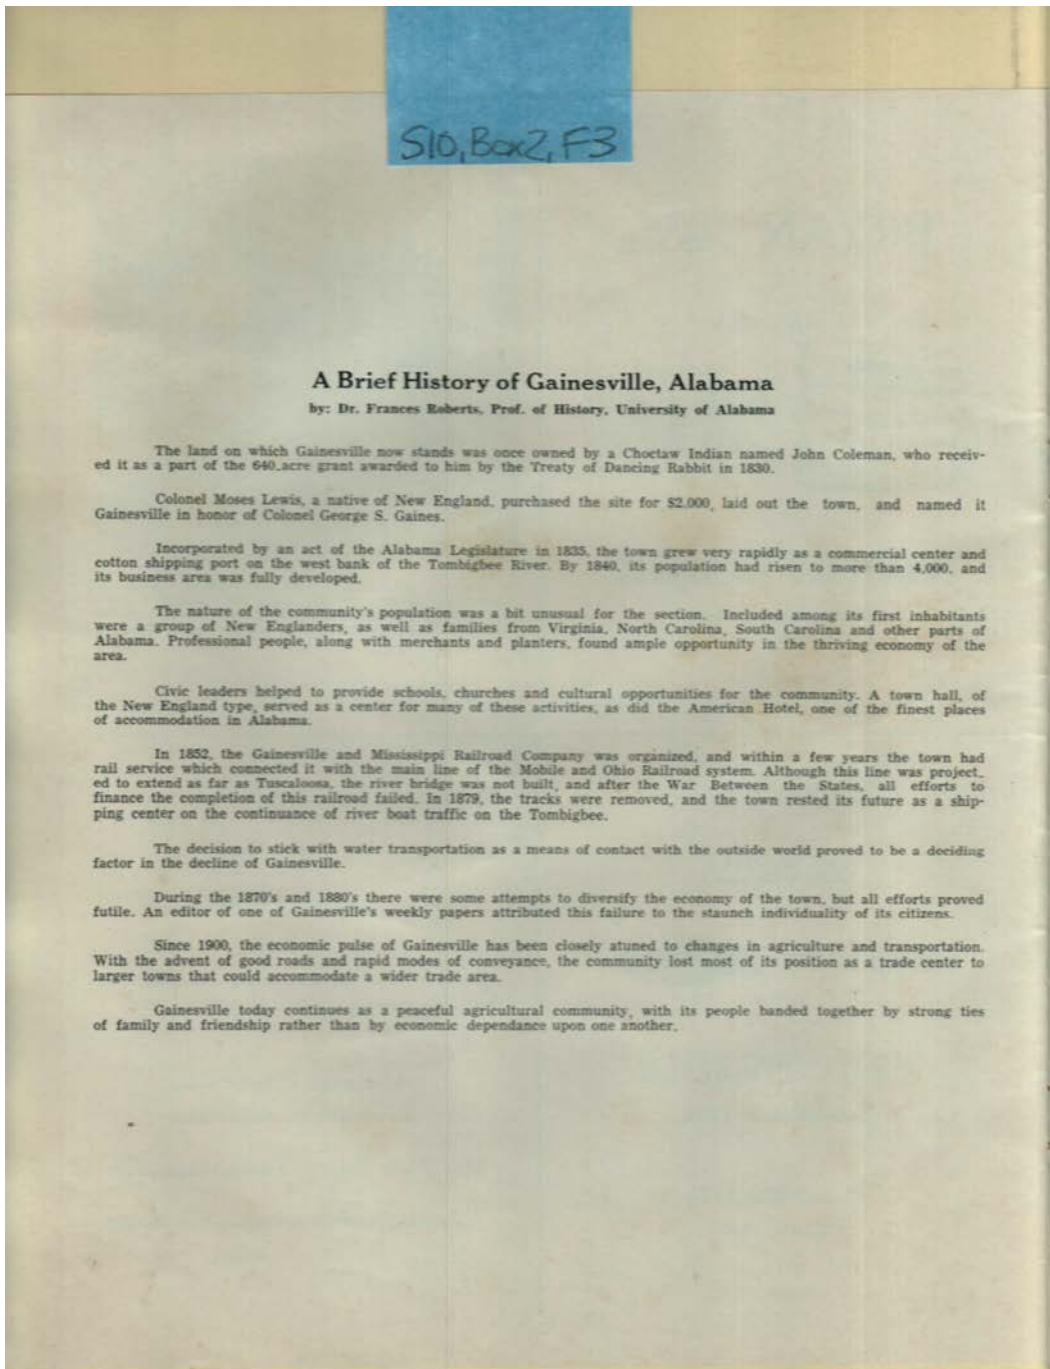 S10, Box2, F3
A Brief History of Gainesville, Alabama
by: Dr. Frances Roberts, Prof. of History, University of Alabama
The land on which Gainesville now stands was once owned by a Choctaw Indian named John Coleman, who receiv-
ed it as a part of the 640-acre grant awarded to him by the Treaty of Dancing Rabbit in 1830.
Colonel Moses Lewis, a native of New England, purchased the site for $2,000, laid out the town, and named it
Gainesville in honor of Colonel George S. Gaines.
Incorporated by an act of the Alabama Legislature in 1835, the town grew very rapidly as a commercial center and
cotton shipping port on the west bank of the Tombigbee River. By 1840, its population had risen to more than 4,000, and
its business area was fully developed.
The nature of the community's population was a bit unusual for the section. Included among its first inhabitants
were a group of New Englanders, as well as families from Virginia, North Carolina, South Carolina and other parts of
Alabama. Professional people, along with merchants and planters, found ample opportunity in the thriving economy of the
area.
Civic leaders helped to provide schools, churches and cultural opportunities for the community. A town hall, of
the New England type, served as a center for many of these activities, as did the American Hotel, one of the finest places
of accommodation in Alabama.
In 1852, the Gainesville and Mississippi Railroad Company was organized, and within a few years the town had
rail service which connected it with the main line of the Mobile and Ohio Railroad system. Although this line was project-
ed to extend as far as Tuscaloosa, the river bridge was not built, and after the War Between the States, all efforts to
finance the completion of this railroad failed. In 1879, the tracks were removed, and the town rested its future as a ship-
ping center on the continuance of river boat traffic on the Tombigbee.
The decision to stick with water transportation as a means of contact with the outside world proved to be a deciding
factor in the decline of Gainesville.
During the 1870's and 1880's there were some attempts to diversify the economy of the town, but all efforts proved
futile. An editor of one of Gainesville's weekly papers attributed this failure to the staunch individuality of its citizens.
Since 1900, the economic pulse of Gainesville has been closely atuned to changes in agriculture and transportation.
With the advent of good roads and rapid modes of conveyance, the community lost most of its position as a trade center to
larger towns that could accommodate a wider trade area.
Gainesville today continues as a peaceful agricultural community, with its people banded together by strong ties
of family and friendship rather than by economic dependance upon one another.